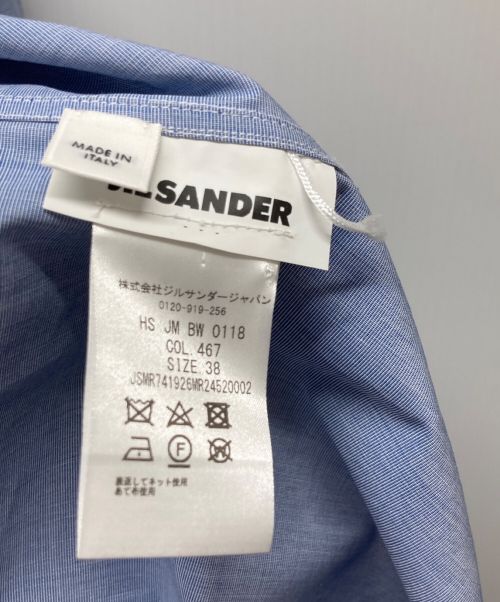 MADE IN
ITALY
SANDER
株式会社ジルサンダージャパン
0120-919-256
HS JM BW 0118
COL. 467
SIZE 38
JSMR741926MR24520002
F
W
裏返してネット使用
あて布使用